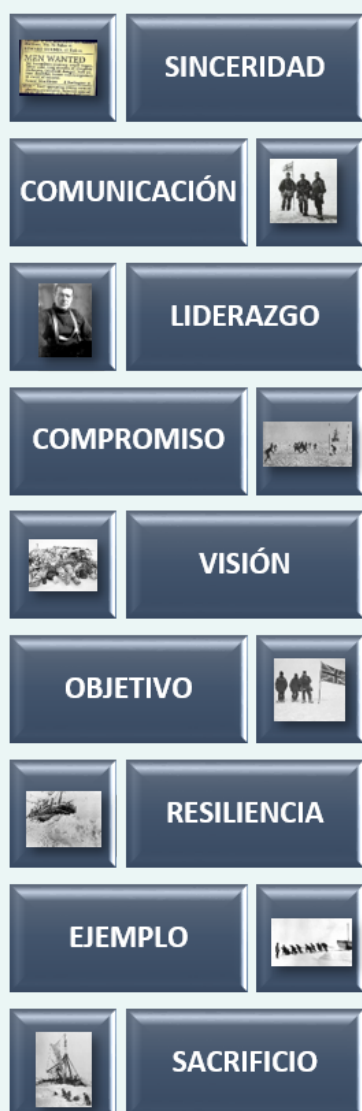 MEN WANTED
SINCERIDAD
COMUNICACIÓN
LIDERAZGO
COMPROMISO
VISIÓN
OBJETIVO
RESILIENCIA
EJEMPLO
SACRIFICIO